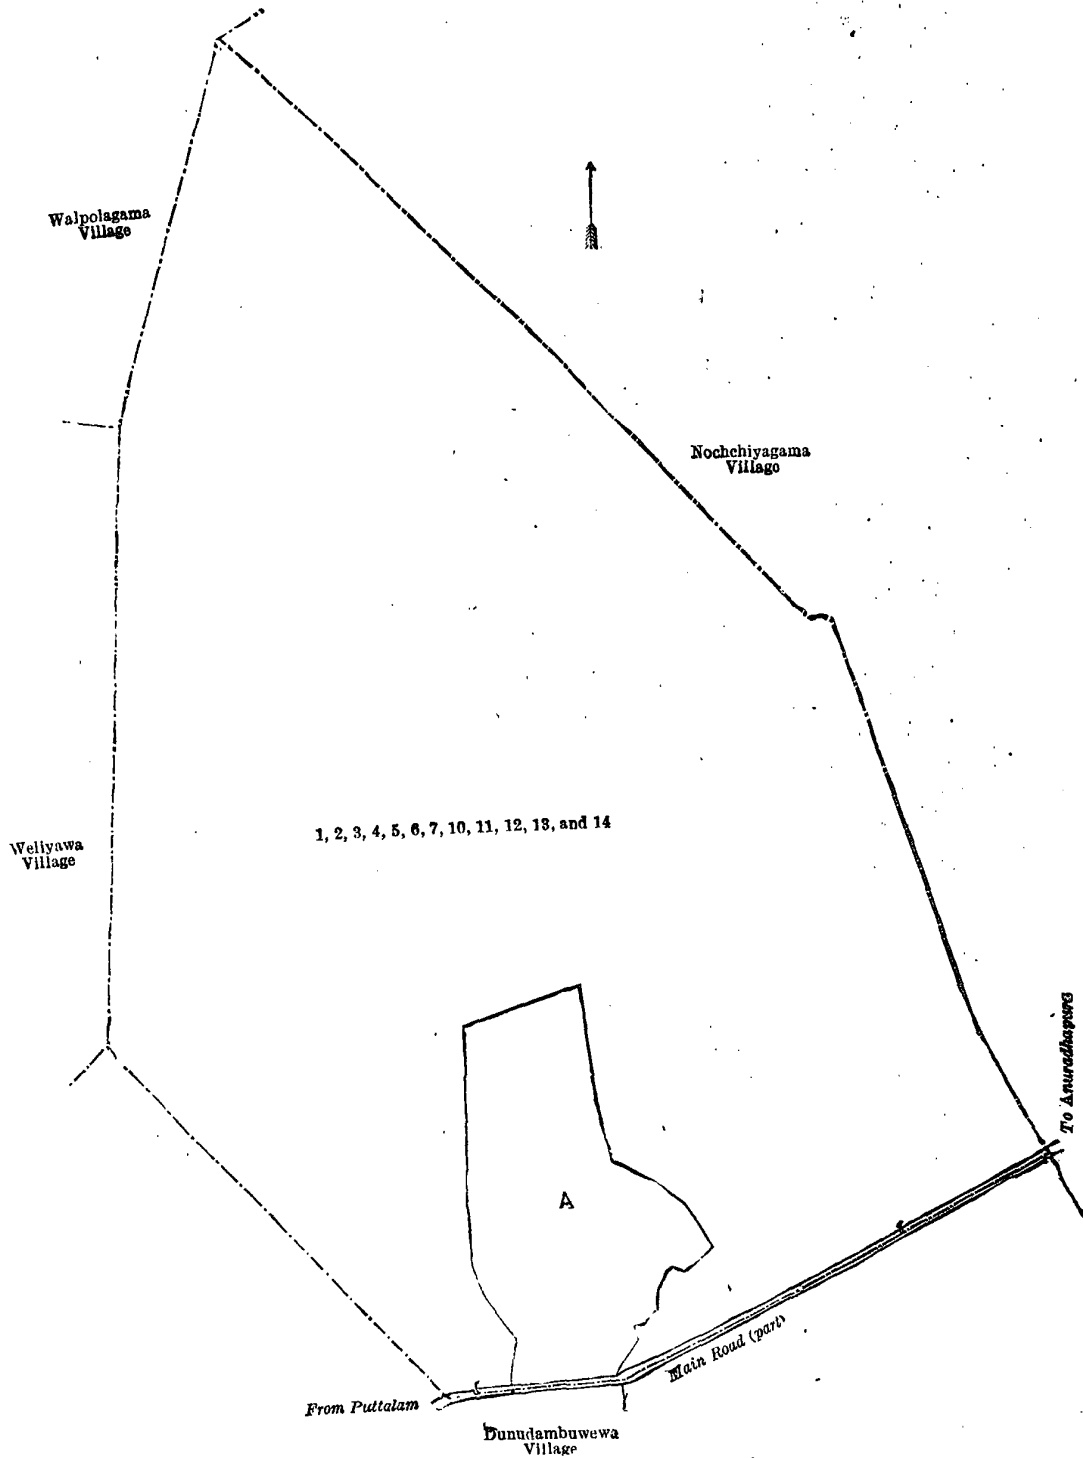 Walpolagama
Village
Nochchiyagama
Village
1, 2, 3, 4, 5, 6, 7, 10, 11, 12, 13, and 14
Weliyawa
Village
To Anuradhapura
A
Main Road (part)
From Puttalam
Dunudambuwewa
Village